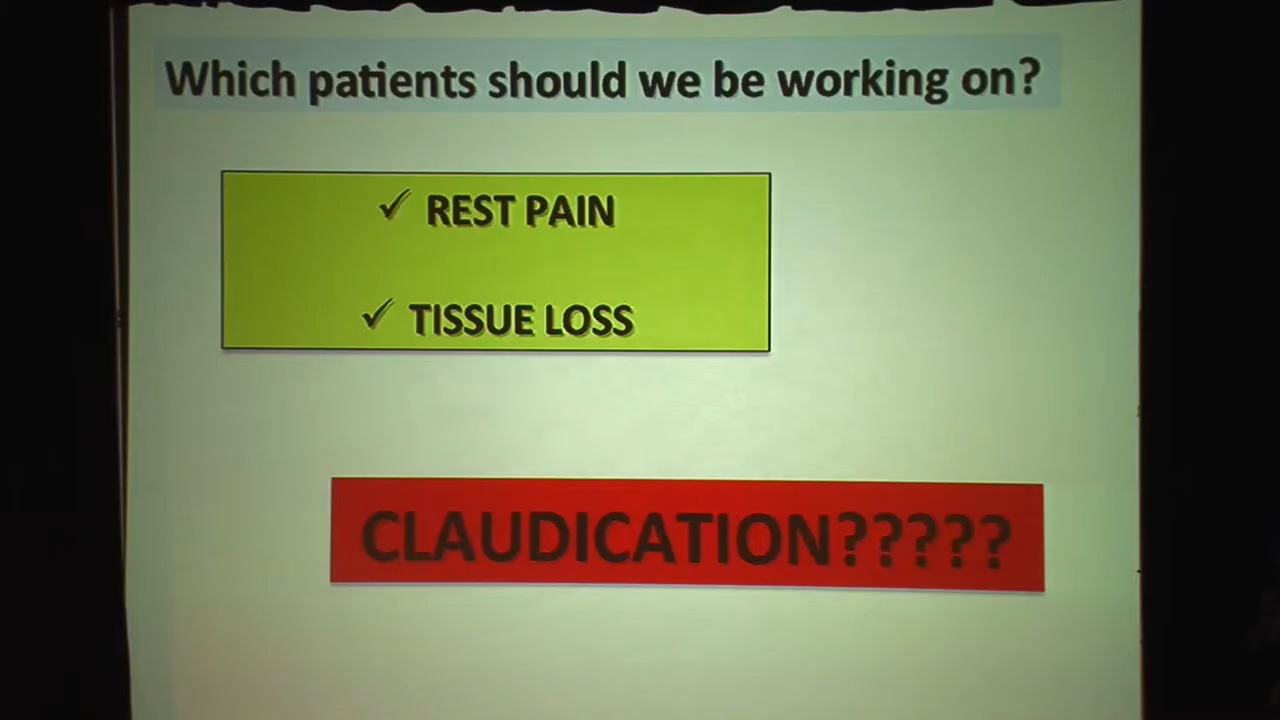 Which patients should we be working on?
✓ REST PAIN
✓ TISSUE LOSS
CLAUDICATION?????